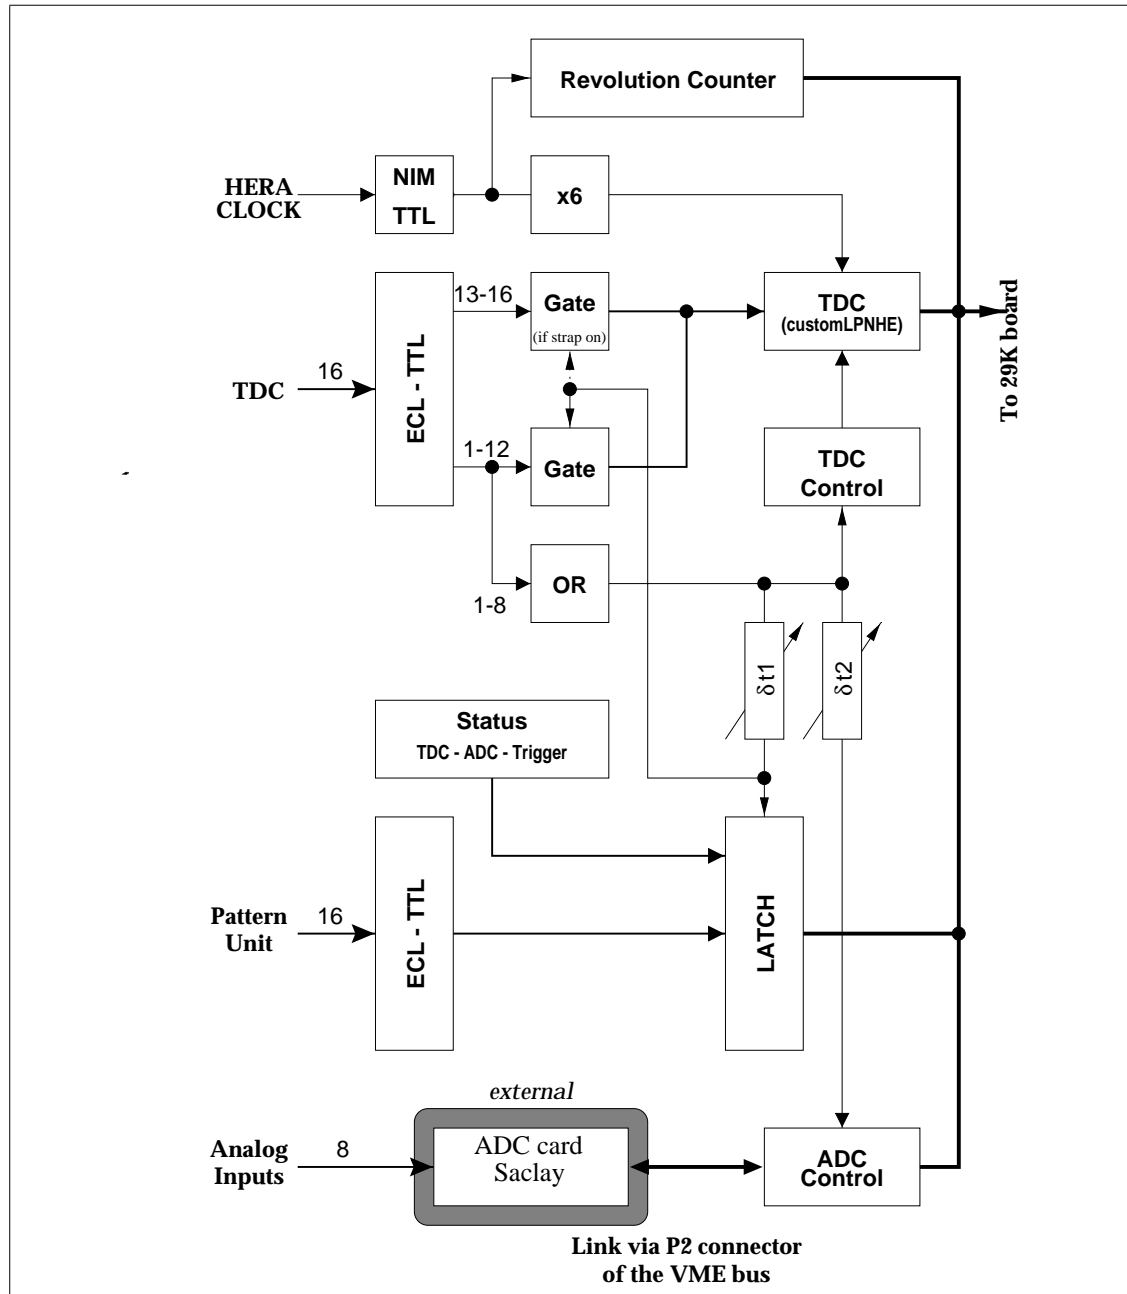 Revolution Counter
HERA
CLOCK
NIM
TTL
x6
13-16
Gate
(if strap on)
TDC
(customLPNHE)
To 29K board
TDC
16
ECL - TTL
1-12
Gate
TDC
Control
OR
1-8
δt1
δt2
Status
TDC - ADC - Trigger
Pattern
Unit
16
ECL - TTL
LATCH
external
Analog
Inputs
8
ADC card
Saclay
ADC
Control
Link via P2 connector
of the VME bus